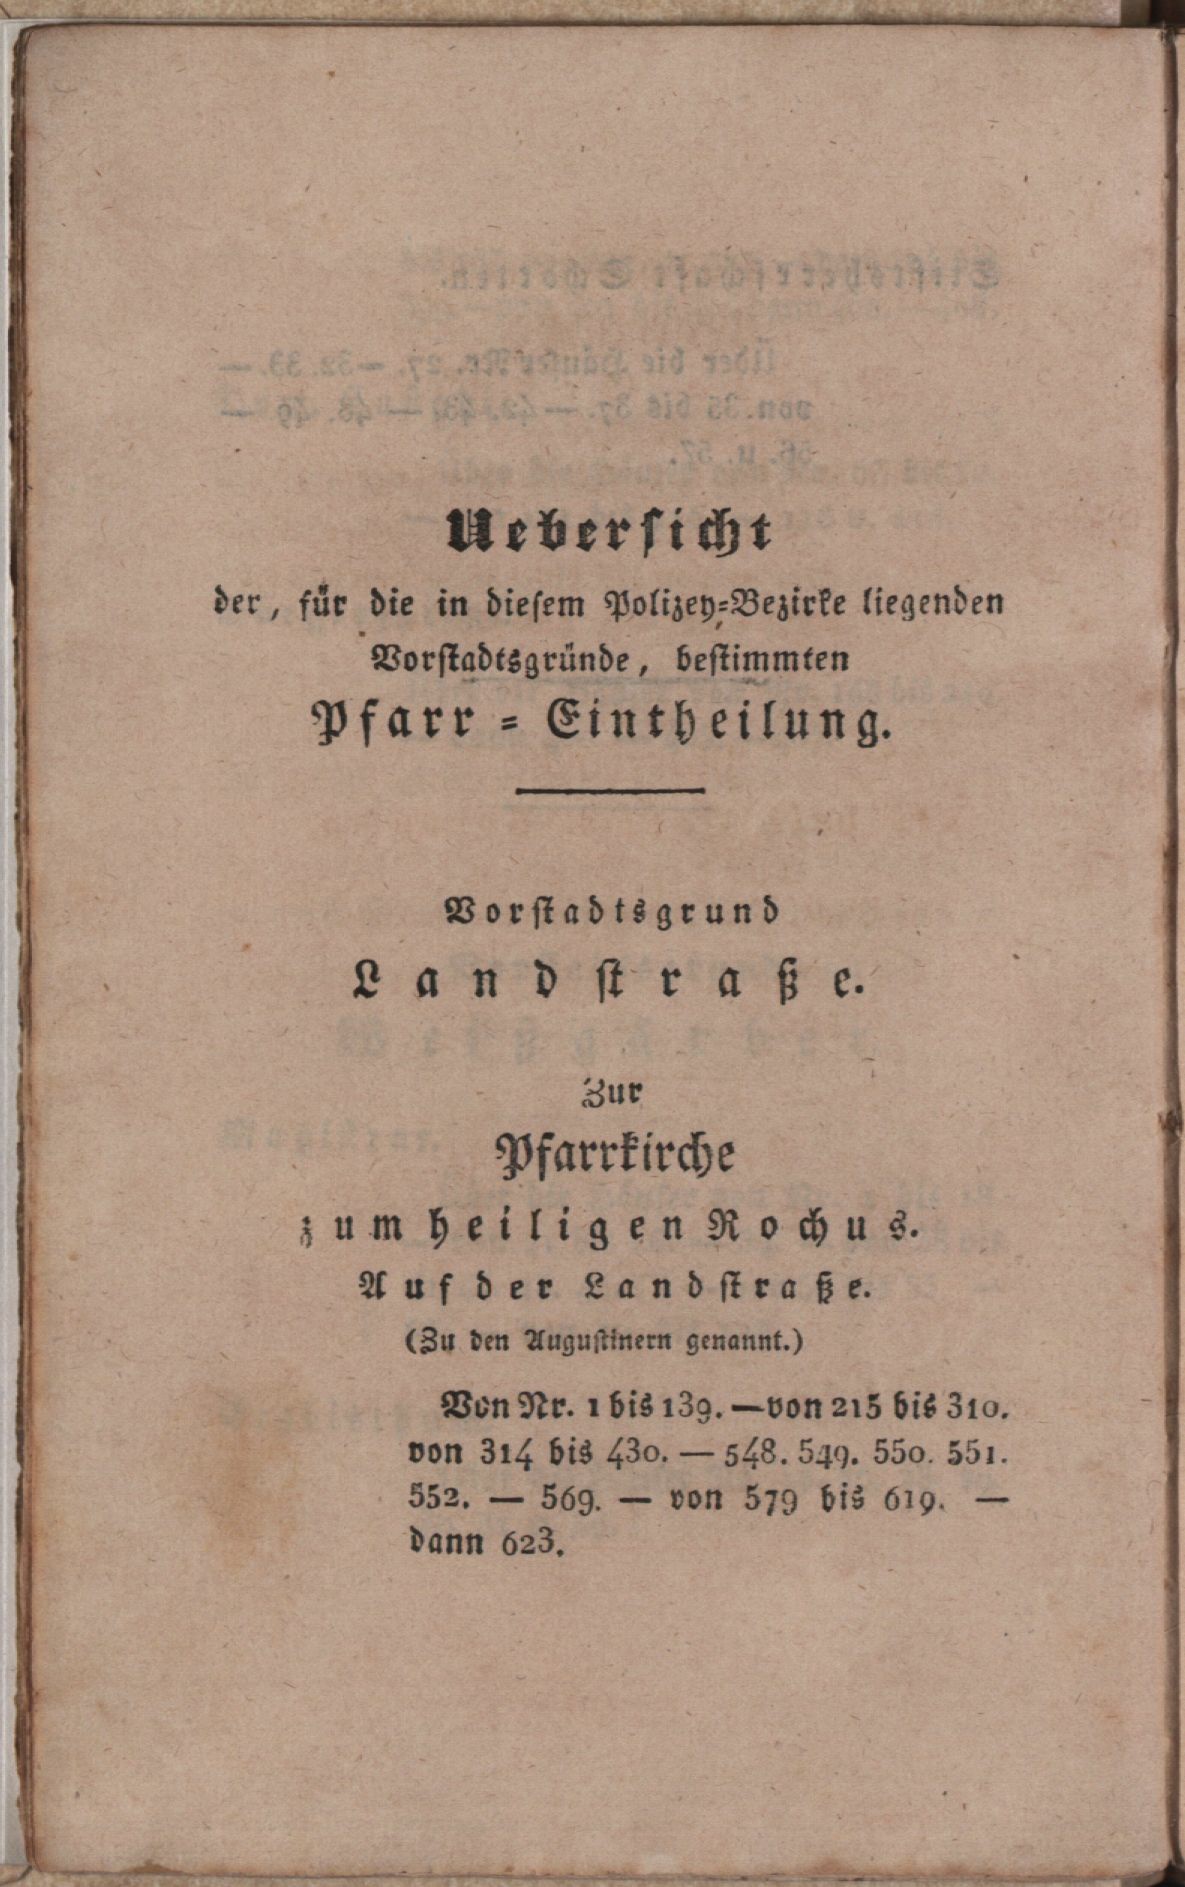 Uebersicht
der, für die in diesem Polizey-Bezirke liegenden
Vorstadtsgründe, bestimmten
Pfarr-Eintheilung.
Vorstadtsgrund
Landstraße.
Zur
Pfarrkirche
zum heiligen Rochus.
Auf der Landstraße.
(Zu den Augustinern genannt.)
Von Nr. 1 bis 139. — von 215 bis 310.
von 314 bis 430. — 548. 549. 550. 551.
552. — 569. — von 579 bis 619. —
dann 623.